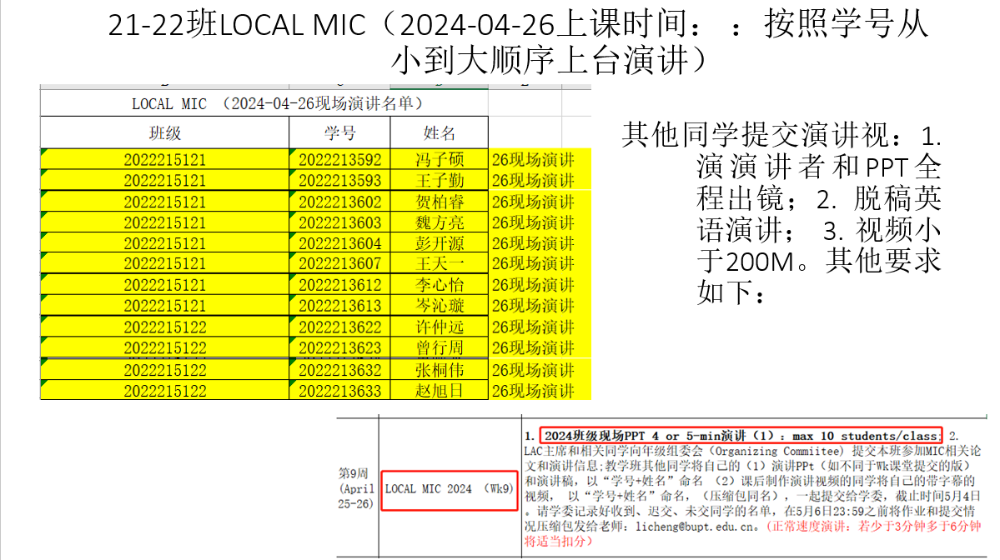 21-22班LOCAL MIC（2024-04-26上课时间： ：按照学号从
小到大顺序上台演讲）
LOCAL MIC （2024-04-26现场演讲名单）
班级 学号 姓名
2022215121 2022213592 冯子硕 26现场演讲
2022215121 2022213593 王子勤 26现场演讲
2022215121 2022213602 贺柏睿 26现场演讲
2022215121 2022213603 魏方亮 26现场演讲
2022215121 2022213604 彭开源 26现场演讲
2022215121 2022213607 王天一 26现场演讲
2022215121 2022213612 李心怡 26现场演讲
2022215121 2022213613 岑沁璇 26现场演讲
2022215122 2022213622 许仲远 26现场演讲
2022215122 2022213623 曾行周 26现场演讲
2022215122 2022213632 张桐伟 26现场演讲
2022215122 2022213633 赵旭日 26现场演讲
其他同学提交演讲视：1.
演演讲者和PPT全
程出镜；2. 脱稿英
语演讲； 3. 视频小
于200M。其他要求
如下：
第9周
(April
25-26)
LOCAL MIC 2024 （Wk9)
1. 2024班级现场PPT 4 or 5-min演讲（1）：max 10 students/class; 2.
LAC主席和相关同学向年级组委会（Organizing Commiitee）提交本班参加MIC相关论
文和演讲信息;教学班其他同学将自己的（1）演讲PPt（如不同于Wk课堂提交的版）
和演讲稿，以“学号+姓名”命名 （2）课后制作演讲视频的同学将自己的带字幕的
视频， 以“学号+姓名”命名，（压缩包同名），一起提交给学委，截止时间5月4日
。请学委记录好收到、迟交、未交同学的名单，在5月6日23:59之前将作业和提交情
况压缩包发给老师：licheng@bupt.edu.cn。(正常速度演讲：若少于3分钟多于6分钟
将适当扣分）